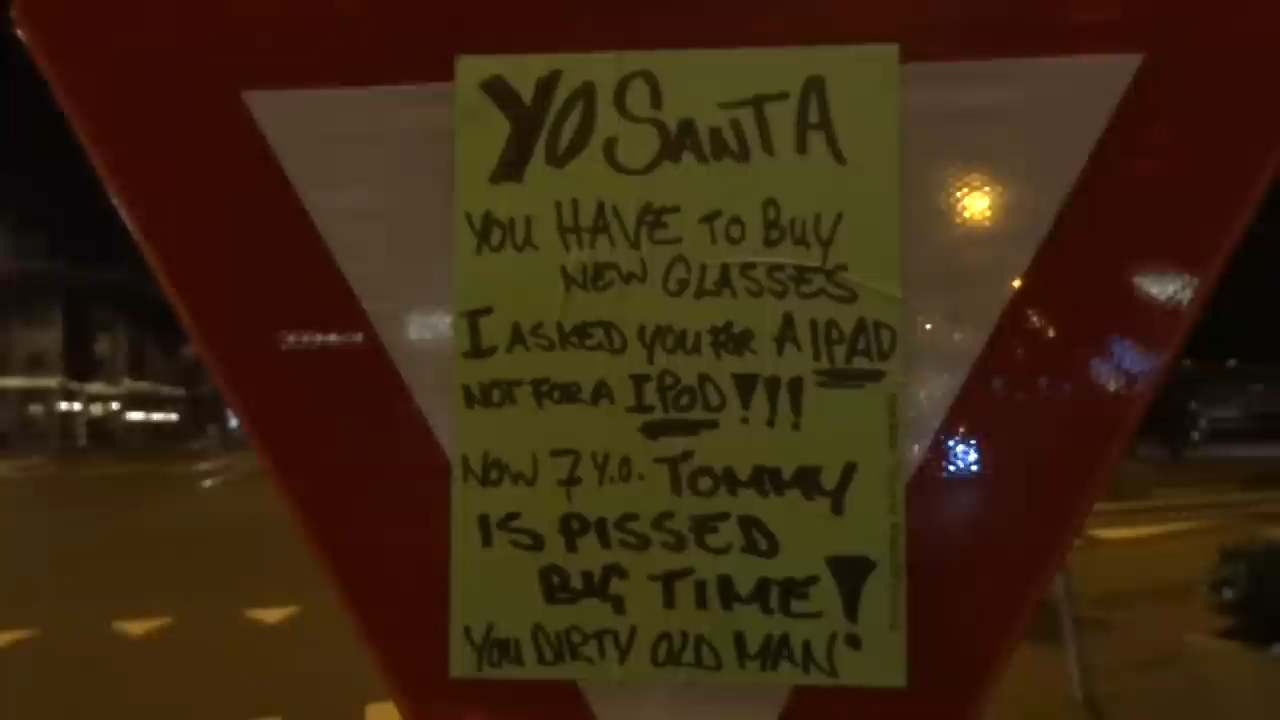 YO SANTA
YOU HAVE TO BUY
NEW GLASSES
I ASKED YOU FOR A IPAD
NOT FOR A IPOD!!!
NOW 7 Y.O. TOMMY
IS PISSED
BIG TIME!
YOU DIRTY OLD MAN